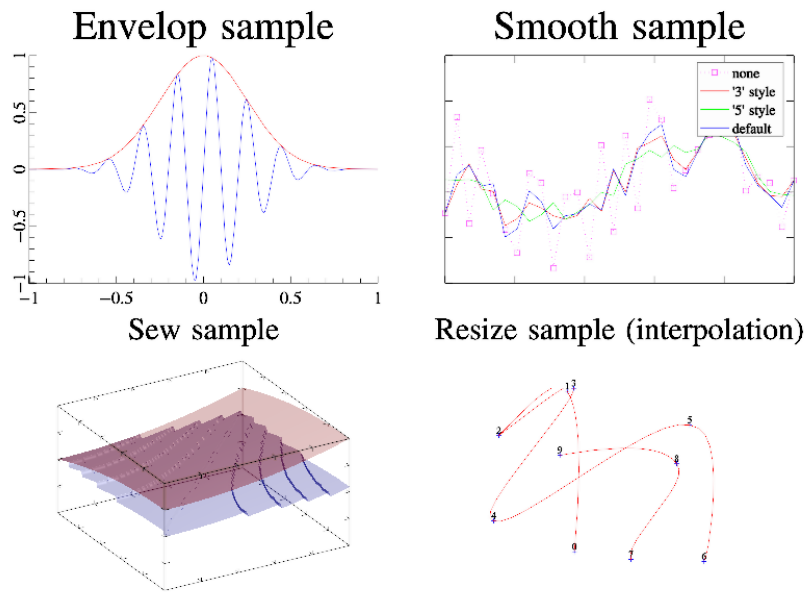 Envelop sample
1
0.5
0
−0.5
−1
−1
−0.5
0
0.5
1
Smooth sample
none
'3' style
'5' style
default
Sew sample
Resize sample (interpolation)
1
2
5
9
8
4
0
7
6